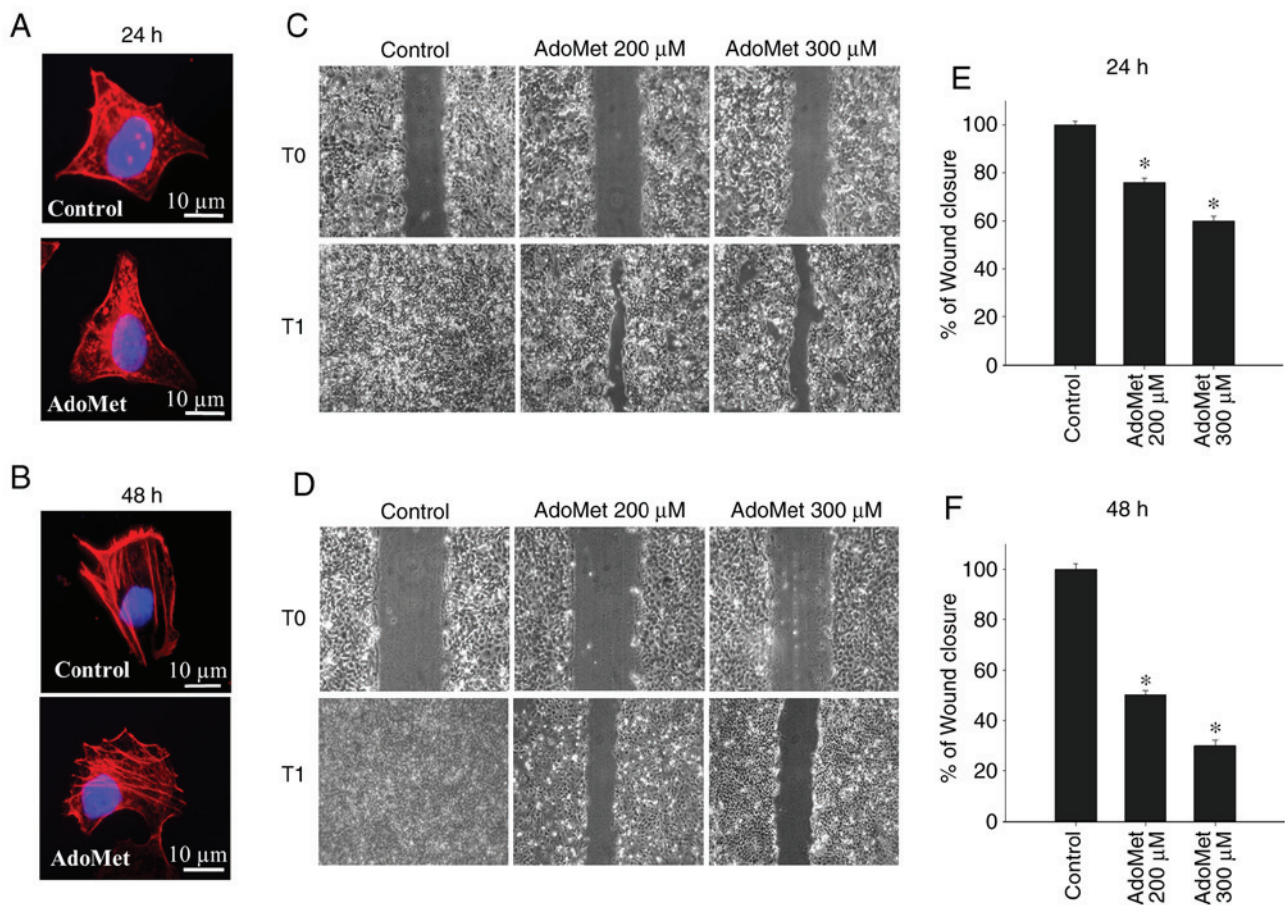 A
24 h
Control
10 µm
AdoMet
10 µm
B
48 h
Control
10 µm
AdoMet
10 µm
C
Control
AdoMet 200 µM
AdoMet 300 µM
T0
T1
D
Control
AdoMet 200 µM
AdoMet 300 µM
T0
T1
E
24 h
% of Wound closure
100
80
60
40
20
0
*
*
Control
AdoMet
200 µM
AdoMet
300 µM
F
48 h
% of Wound closure
100
80
60
40
20
0
*
*
Control
AdoMet
200 µM
AdoMet
300 µM